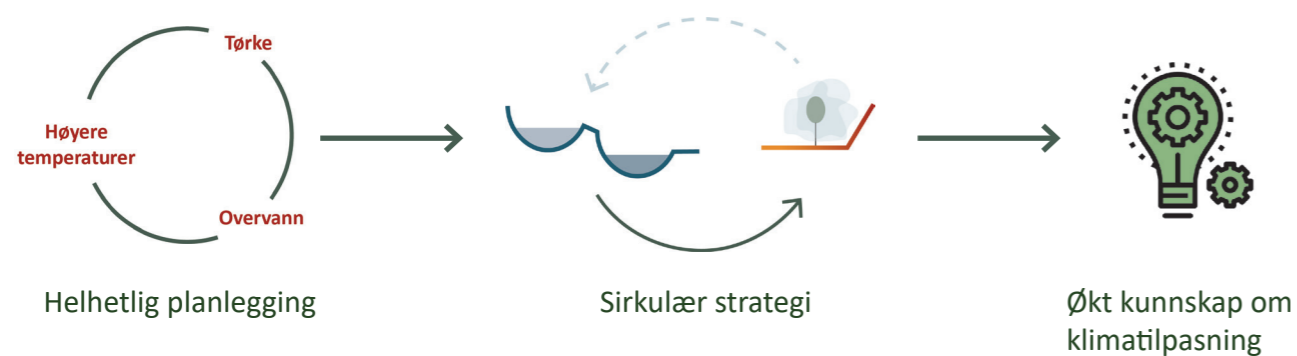 Tørke
Høyere
temperaturer
Overvann
Helhetlig planlegging
Sirkulær strategi
Økt kunnskap om
klimatilpasning